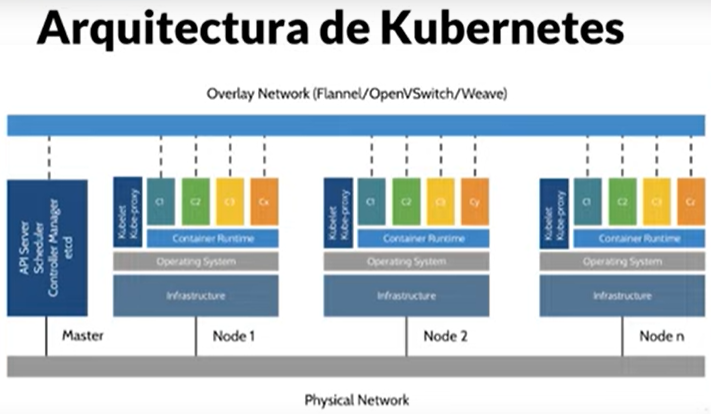 Arquitectura de Kubernetes
Overlay Network (Flannel/OpenVSwitch/Weave)
API Server
Scheduler
Controller Manager
etcd
Master
Kubelet
Kube-proxy
C1
C2
C3
Cx
Container Runtime
Operating System
Infrastructure
Node 1
Kubelet
Kube-proxy
C1
C2
C3
Cy
Container Runtime
Operating System
Infrastructure
Node 2
Kubelet
Kube-proxy
C1
C2
C3
Cz
Container Runtime
Operating System
Infrastructure
Node n
Physical Network